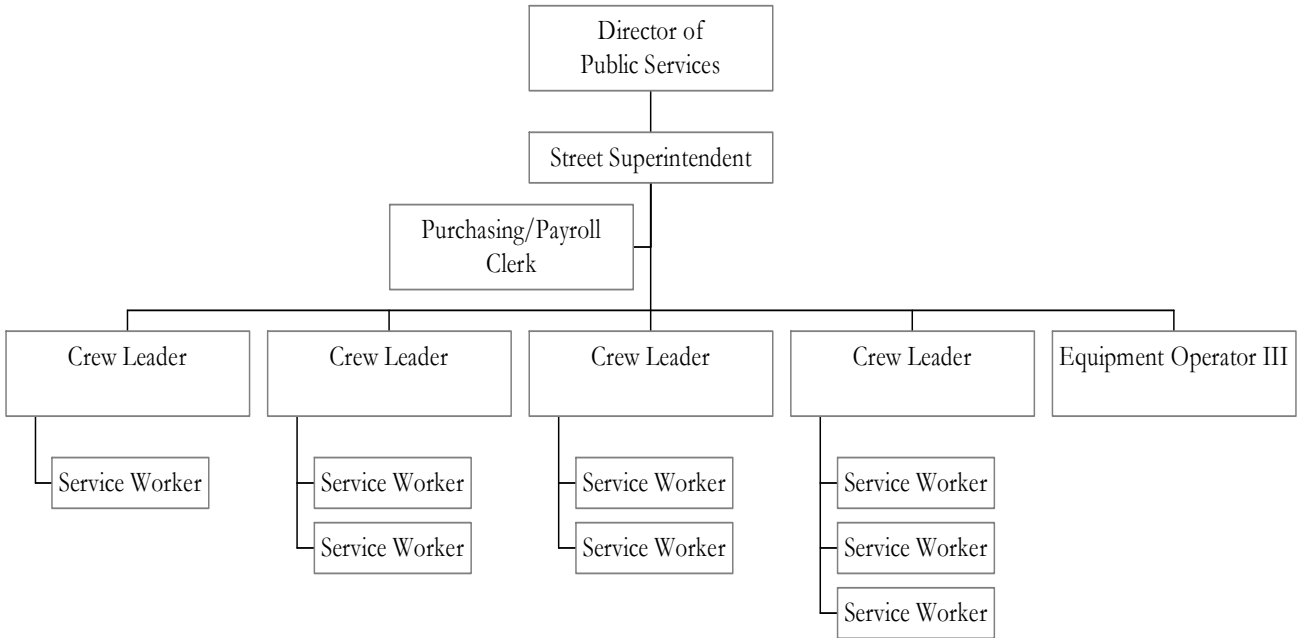 Director of
Public Services
Street Superintendent
Purchasing/Payroll
Clerk
Crew Leader
Crew Leader
Crew Leader
Crew Leader
Equipment Operator III
Service Worker
Service Worker
Service Worker
Service Worker
Service Worker
Service Worker
Service Worker
Service Worker